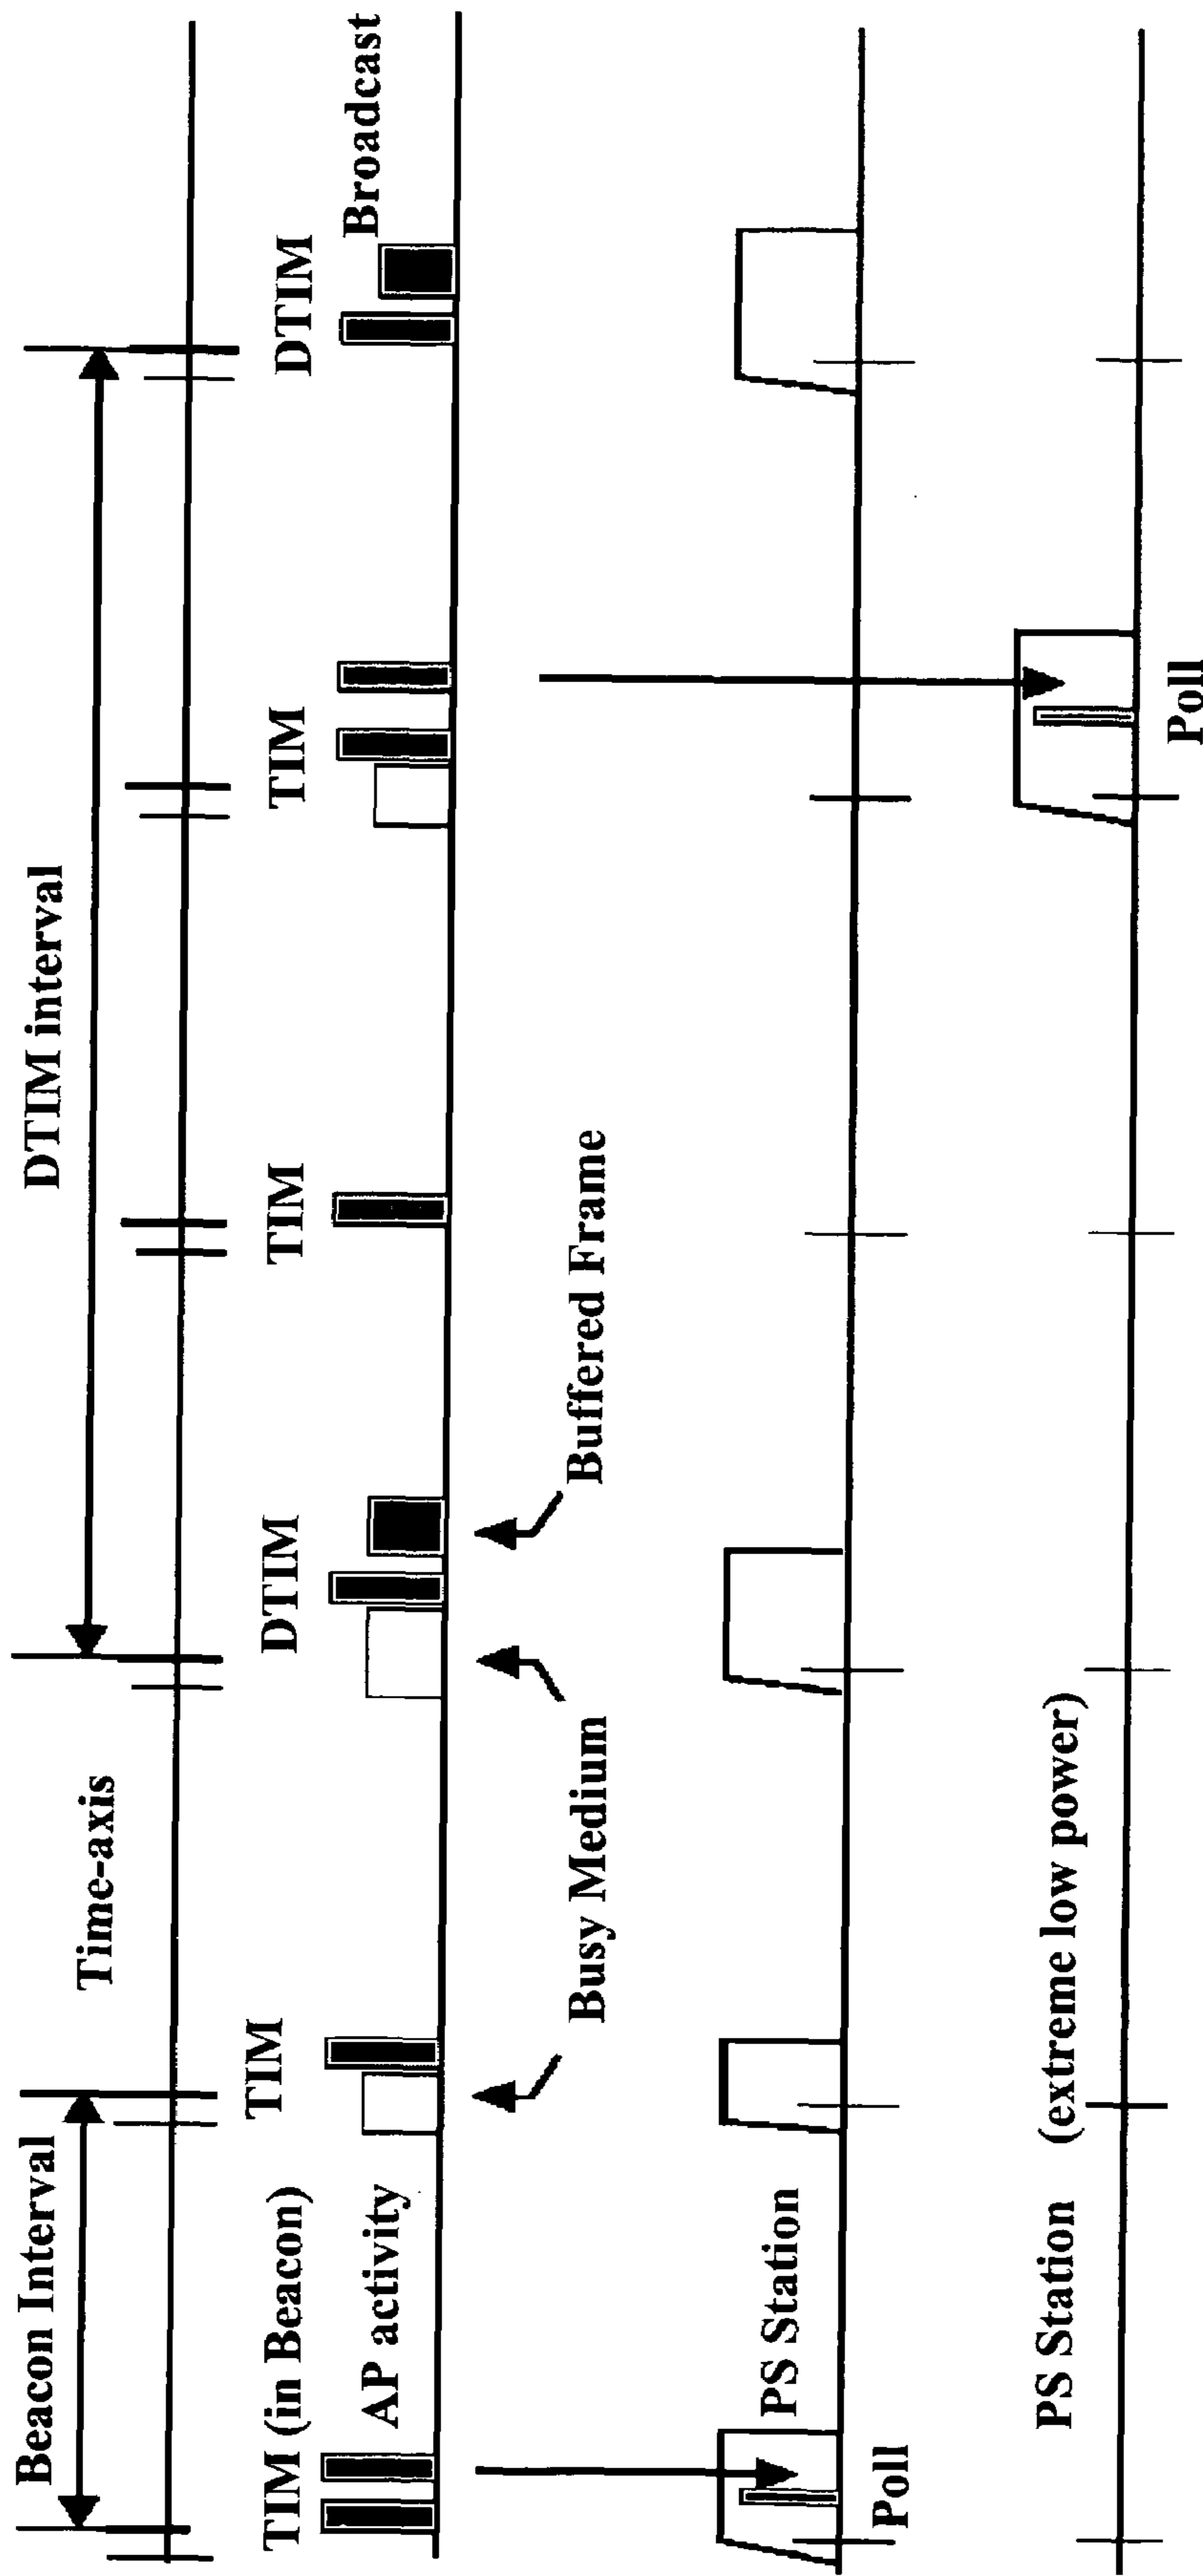 Beacon Interval
Time-axis
DTIM interval
TIM (in Beacon)
TIM
DTIM
TIM
TIM
DTIM
AP activity
Broadcast
Busy Medium
Buffered Frame
PS Station
Poll
PS Station (extreme low power)
Poll